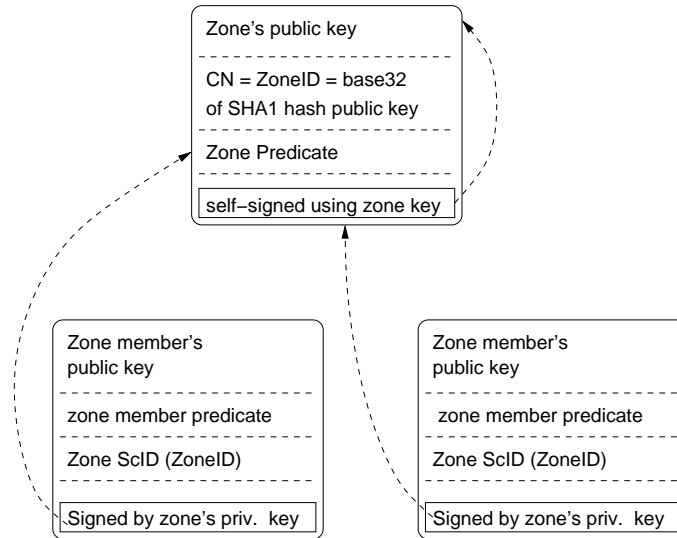 Zone's public key
CN = ZoneID = base32
of SHA1 hash public key
Zone Predicate
self-signed using zone key
Zone member's
public key
zone member predicate
Zone ScID (ZoneID)
Signed by zone's priv. key
Zone member's
public key
zone member predicate
Zone ScID (ZoneID)
Signed by zone's priv. key